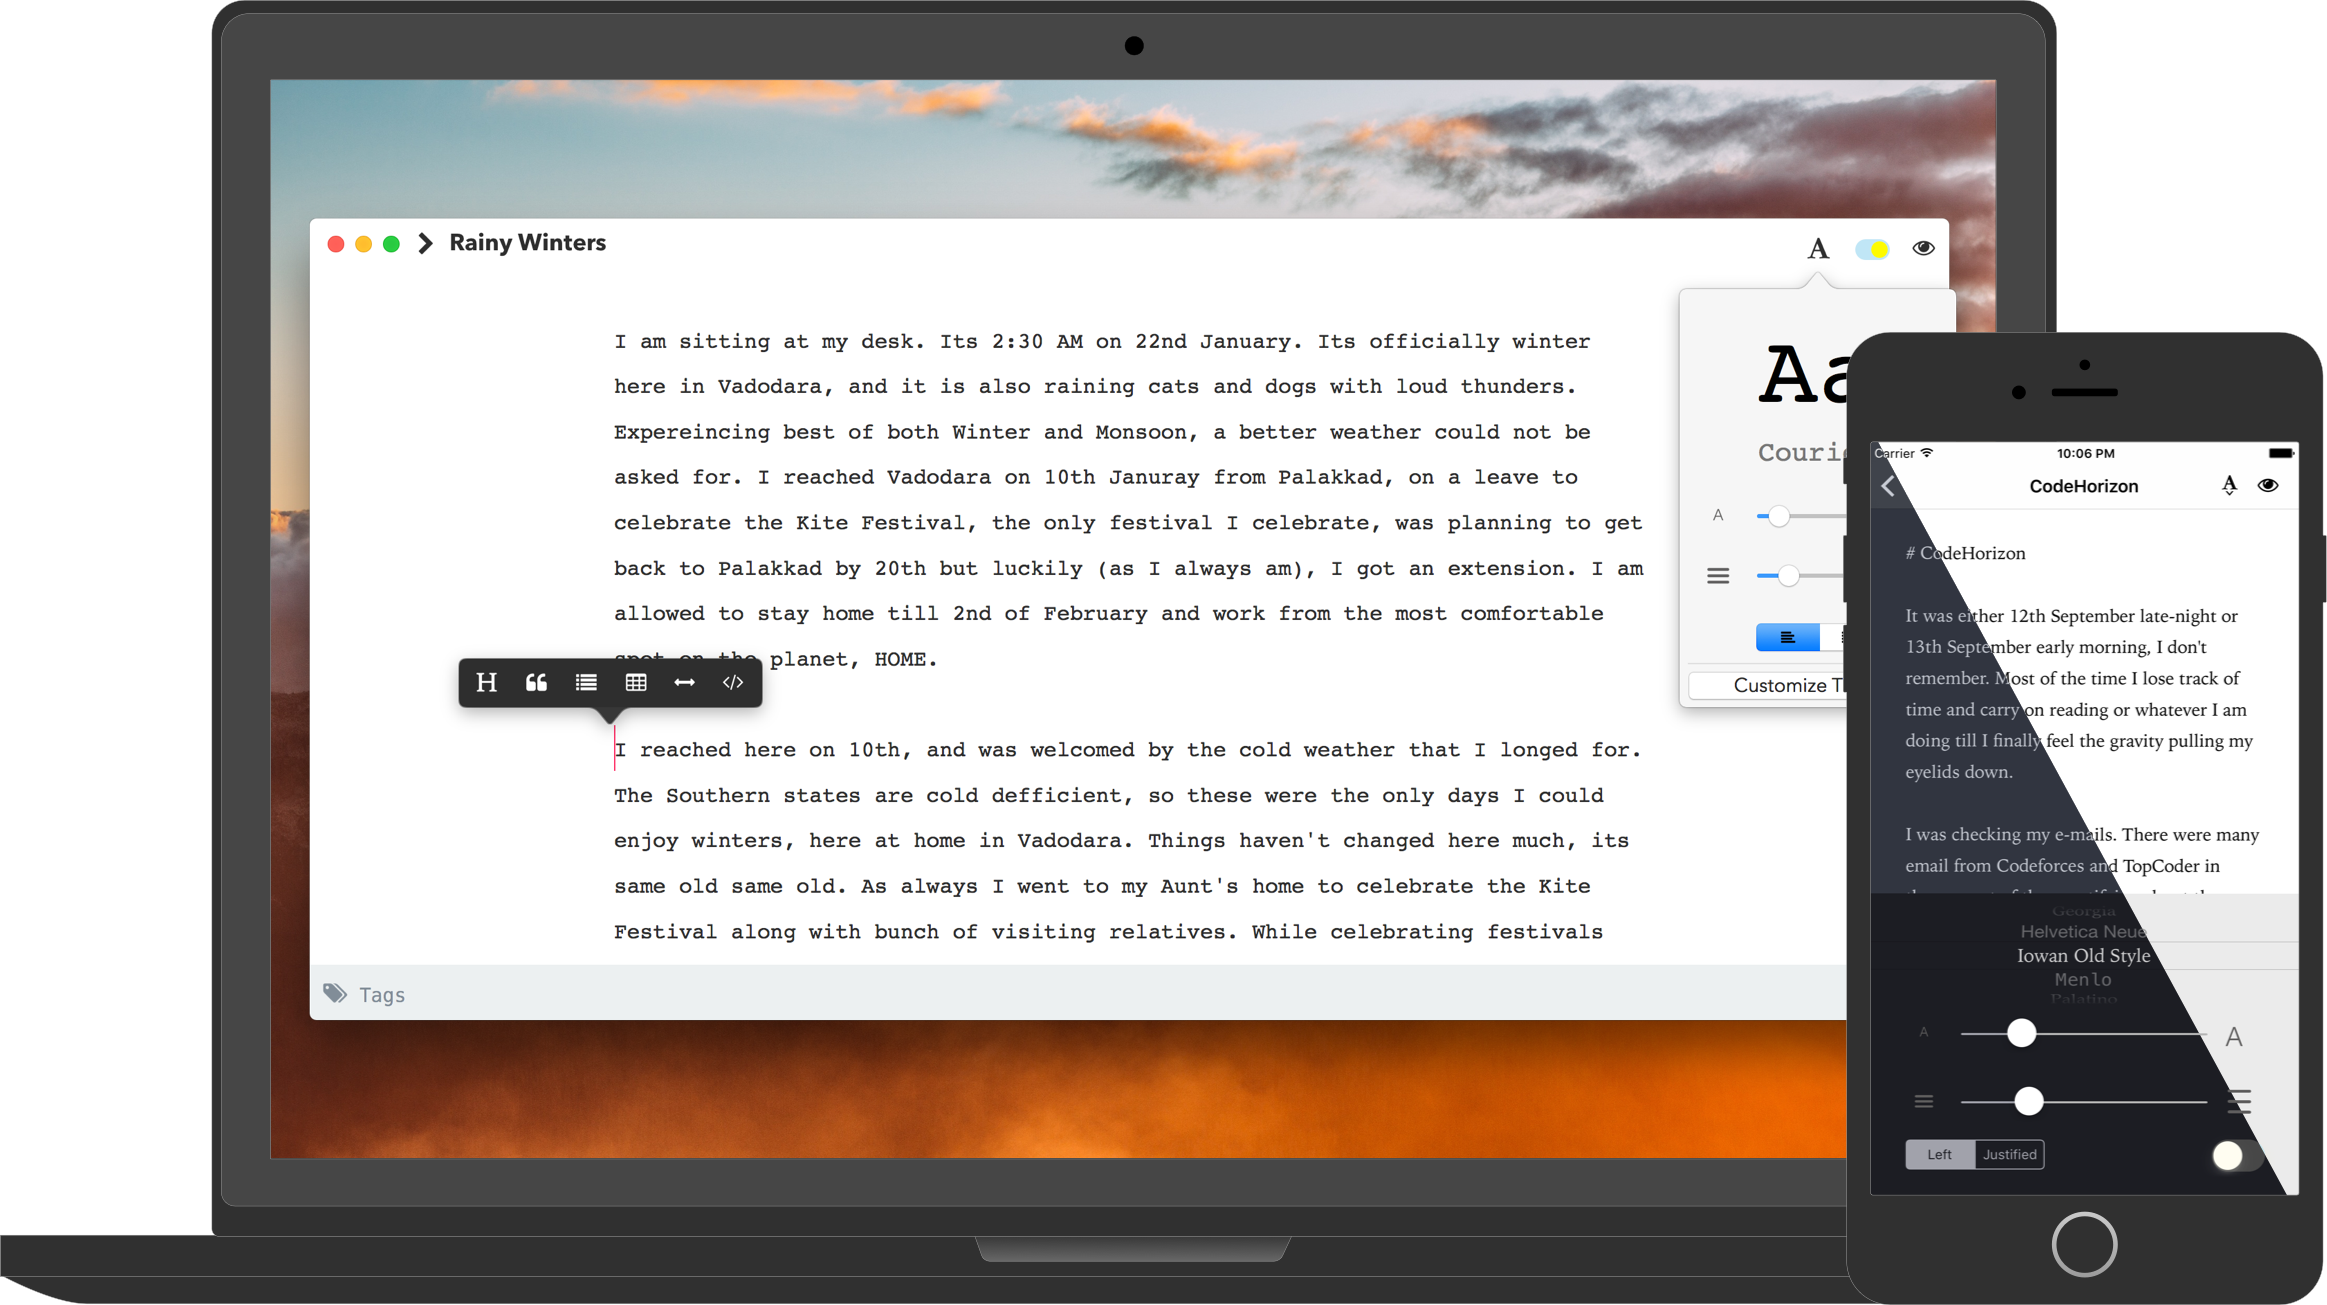 Rainy Winters
A
I am sitting at my desk. Its 2:30 AM on 22nd January. Its officially winter
here in Vadodara, and it is also raining cats and dogs with loud thunders.
Expereincing best of both Winter and Monsoon, a better weather could not be
asked for. I reached Vadodara on 10th Januray from Palakkad, on a leave to
celebrate the Kite Festival, the only festival I celebrate, was planning to get
back to Palakkad by 20th but luckily (as I always am), I got an extension. I am
allowed to stay home till 2nd of February and work from the most comfortable
spot on the planet, HOME.
H
I reached here on 10th, and was welcomed by the cold weather that I longed for.
The Southern states are cold defficient, so these were the only days I could
enjoy winters, here at home in Vadodara. Things haven't changed here much, its
same old same old. As always I went to my Aunt's home to celebrate the Kite
Festival along with bunch of visiting relatives. While celebrating festivals
Tags
Aa
Couri
A
Customize T
Carrier 10:06 PM
CodeHorizon A
# CodeHorizon
It was either 12th September late-night or
13th September early morning, I don't
remember. Most of the time I lose track of
time and carry on reading or whatever I am
doing till I finally feel the gravity pulling my
eyelids down.
I was checking my e-mails. There were many
email from Codeforces and TopCoder in
Georgia
Helvetica Neue
Iowan Old Style
Menlo
Palatino
A A
Left Justified